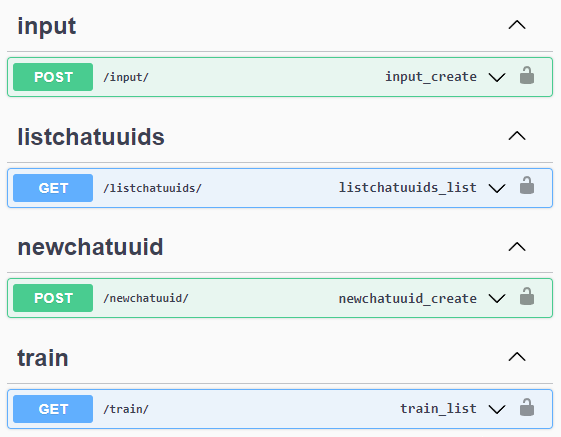 input
POST /input/ input_create
listchatuuids
GET /listchatuuids/ listchatuuids_list
newchatuuid
POST /newchatuuid/ newchatuuid_create
train
GET /train/ train_list